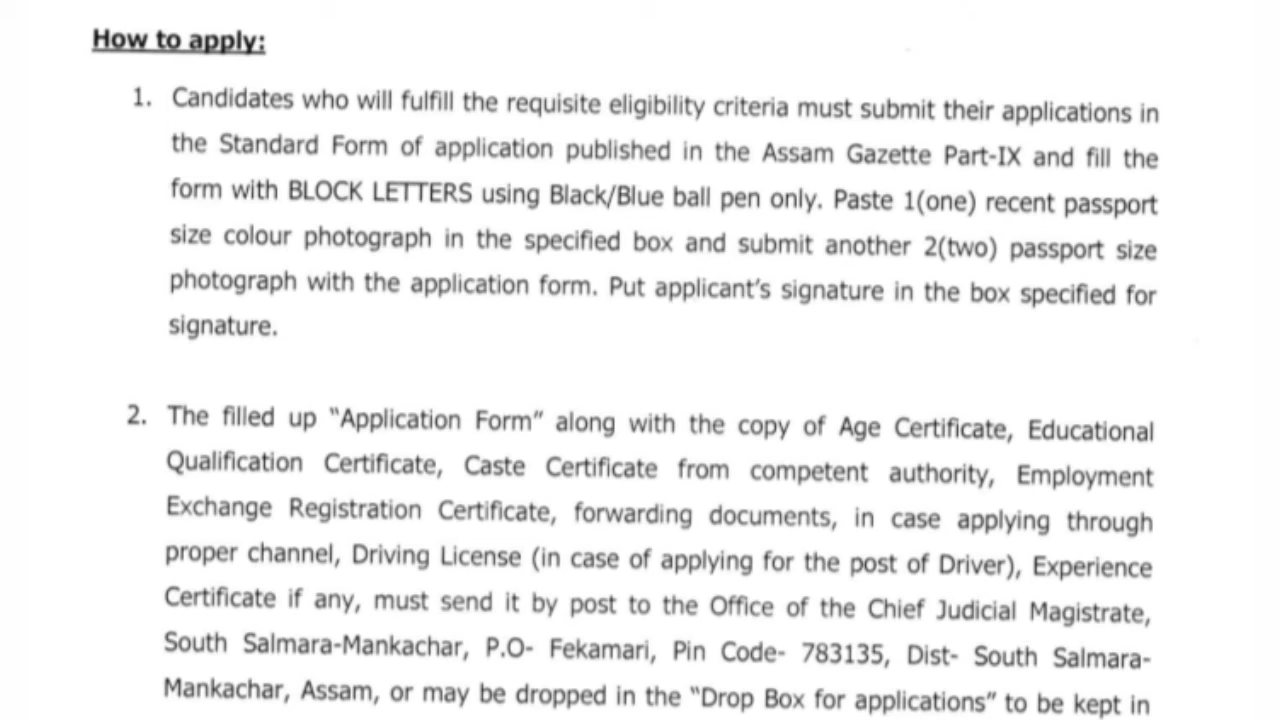 How to apply:
1. Candidates who will fulfill the requisite eligibility criteria must submit their applications in
the Standard Form of application published in the Assam Gazette Part-IX and fill the
form with BLOCK LETTERS using Black/Blue ball pen only. Paste 1(one) recent passport
size colour photograph in the specified box and submit another 2(two) passport size
photograph with the application form. Put applicant's signature in the box specified for
signature.
2. The filled up "Application Form" along with the copy of Age Certificate, Educational
Qualification Certificate, Caste Certificate from competent authority, Employment
Exchange Registration Certificate, forwarding documents, in case applying through
proper channel, Driving License (in case of applying for the post of Driver), Experience
Certificate if any, must send it by post to the Office of the Chief Judicial Magistrate,
South Salmara-Mankachar, P.O- Fekamari, Pin Code- 783135, Dist- South Salmara-
Mankachar, Assam, or may be dropped in the "Drop Box for applications" to be kept in